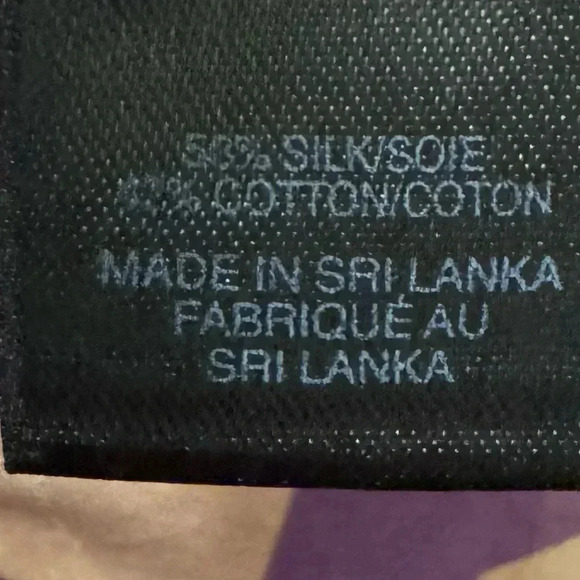 SILK/SOIE
COTTON/COTON
MADE IN SRI LANKA
FABRIQUÉ AU
SRI LANKA